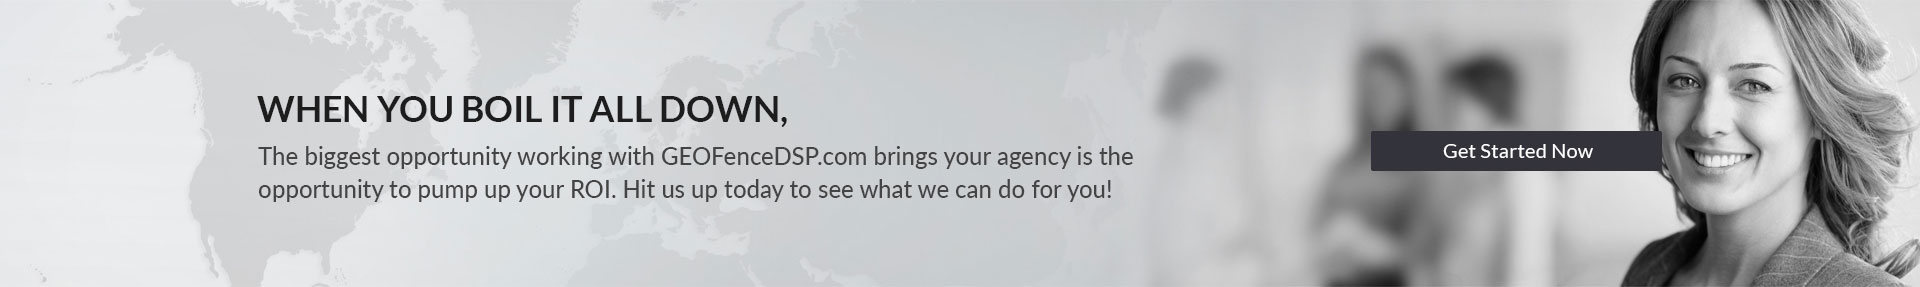 WHEN YOU BOIL IT ALL DOWN,
The biggest opportunity working with GEOFenceDSP.com brings your agency is the
opportunity to pump up your ROI. Hit us up today to see what we can do for you!
Get Started Now